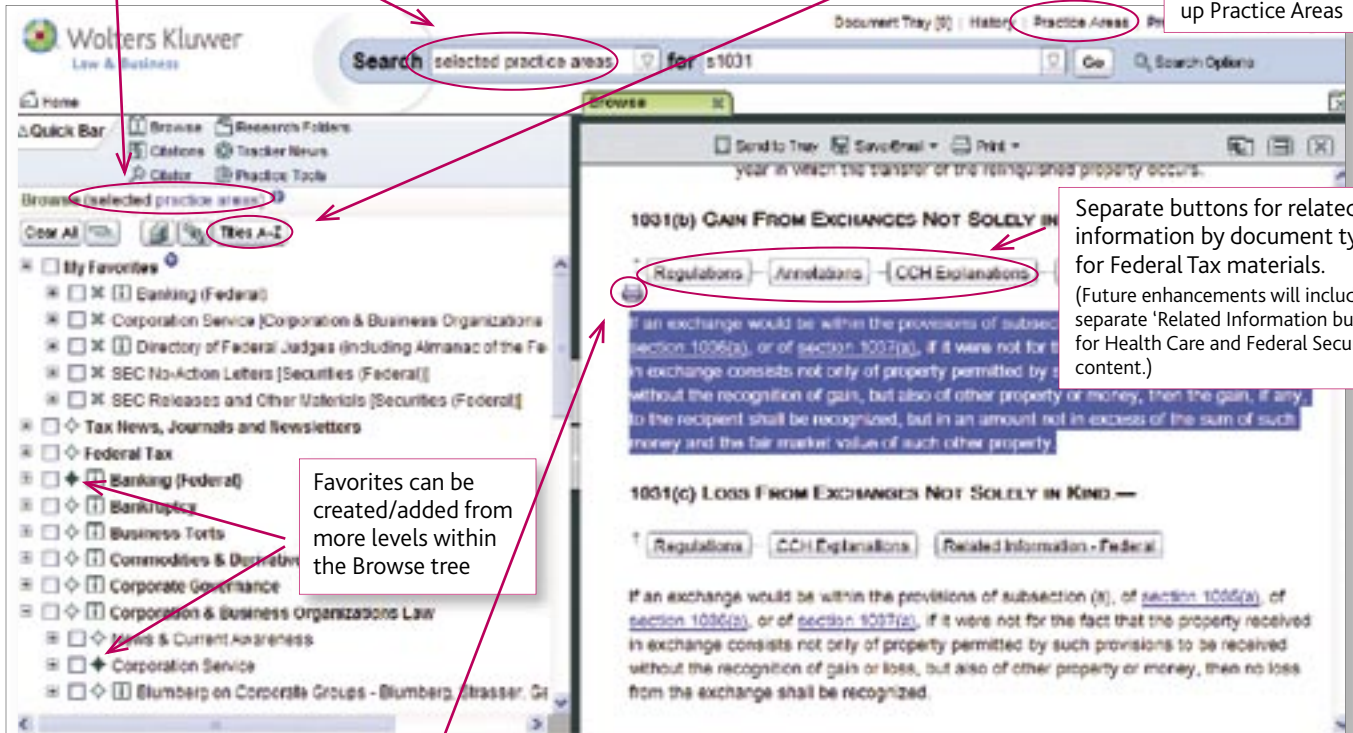 up Practice Areas
Document Tray [0] | History | Practice Areas
Wolters Kluwer
Law & Business
Search selected practice areas for s1031 Go Search Options
Home
Browse
Quick Bar
Browse Research Folders
Citations Tracker News
Citator Practice Tools
Browse (selected practice areas)
Clear All Titles A-Z
My Favorites
Banking (Federal)
Corporation Service [Corporation & Business Organizations
Directory of Federal Judges (including Almanac of the Fe
SEC No-Action Letters [Securities (Federal)]
SEC Releases and Other Materials [Securities (Federal)]
Tax News, Journals and Newsletters
Federal Tax
Banking (Federal)
Bankruptcy
Business Torts
Commodities & Derivative
Corporate Governance
Corporation & Business Organizations Law
News & Current Awareness
Corporation Service
Blumberg on Corporate Groups - Blumberg, Strasser, Ge
Favorites can be
created/added from
more levels within
the Browse tree
Send to Tray Save/Email Print
year in which the transfer of the relinquished property occurs.
1031(b) GAIN FROM EXCHANGES NOT SOLELY IN
Regulations Annotations CCH Explanations
Separate buttons for related
information by document ty
for Federal Tax materials.
(Future enhancements will includ
separate 'Related Information bu
for Health Care and Federal Secu
content.)
If an exchange would be within the provisions of subsec
section 1036(a), or of section 1037(a), if it were not for th
in exchange consists not only of property permitted by s
without the recognition of gain, but also of other property or money, then the gain, if any,
to the recipient shall be recognized, but in an amount not in excess of the sum of such
money and the fair market value of such other property.
1031(c) LOSS FROM EXCHANGES NOT SOLELY IN KIND.—
Regulations CCH Explanations Related Information - Federal
If an exchange would be within the provisions of subsection (a), of section 1035(a), of
section 1036(a), or of section 1037(a), if it were not for the fact that the property received
in exchange consists not only of property permitted by such provisions to be received
without the recognition of gain or loss, but also of other property or money, then no loss
from the exchange shall be recognized.